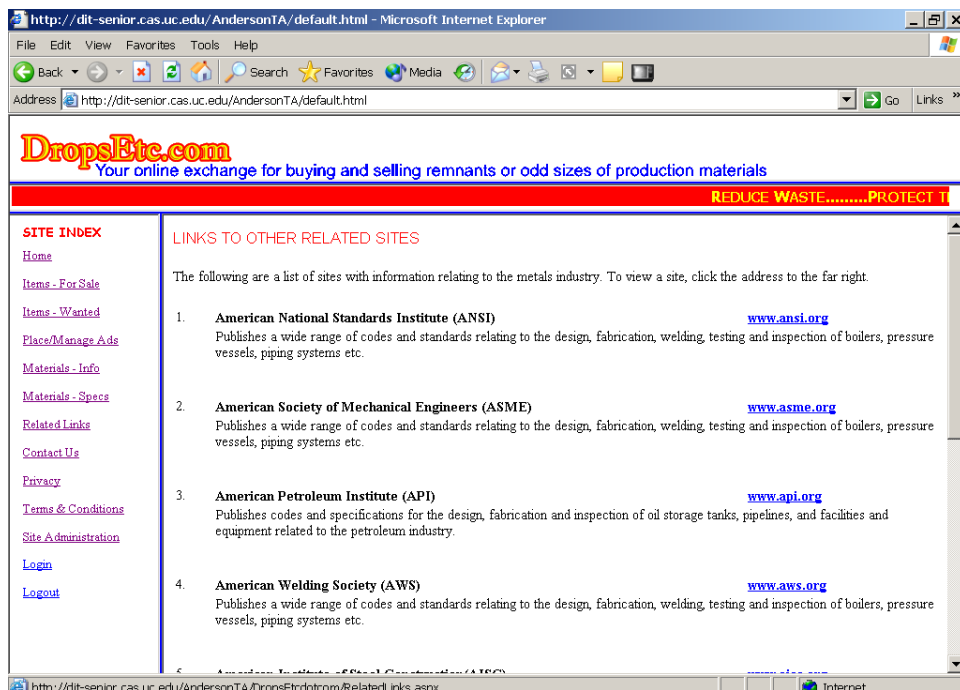 http://dit-senior.cas.uc.edu/AndersonTA/default.html - Microsoft Internet Explorer
File Edit View Favorites Tools Help
Back Search Favorites Media
Address http://dit-senior.cas.uc.edu/AndersonTA/default.html Go Links »
DropsEtc.com
Your online exchange for buying and selling remnants or odd sizes of production materials
REDUCE WASTE.........PROTECT
SITE INDEX
Home
Items - For Sale
Items - Wanted
Place/Manage Ads
Materials - Info
Materials - Specs
Related Links
Contact Us
Privacy
Terms & Conditions
Site Administration
Login
Logout
LINKS TO OTHER RELATED SITES
The following are a list of sites with information relating to the metals industry. To view a site, click the address to the far right.
1. American National Standards Institute (ANSI) www.ansi.org
Publishes a wide range of codes and standards relating to the design, fabrication, welding, testing and inspection of boilers, pressure
vessels, piping systems etc.
2. American Society of Mechanical Engineers (ASME) www.asme.org
Publishes a wide range of codes and standards relating to the design, fabrication, welding, testing and inspection of boilers, pressure
vessels, piping systems etc.
3. American Petroleum Institute (API) www.api.org
Publishes codes and specifications for the design, fabrication and inspection of oil storage tanks, pipelines, and facilities and
equipment related to the petroleum industry.
4. American Welding Society (AWS) www.aws.org
Publishes a wide range of codes and standards relating to the design, fabrication, welding, testing and inspection of boilers, pressure
vessels, piping systems etc.
5. American Institute of Steel Construction (AISC) www.aisc.org
http://dit-senior.cas.uc.edu/AndersonTA/DropsEtcdotcom/RelatedLinks.aspx Internet